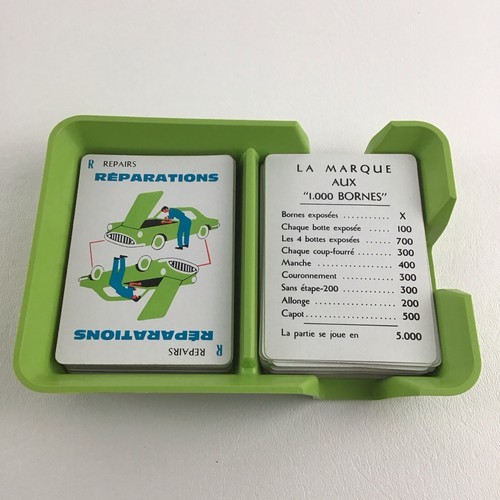 R REPAIRS
RÉPARATIONS
RÉPARATIONS
R REPAIRS
LA MARQUE
AUX
"1.000 BORNES"
Bornes exposées .......... X
Chaque botte exposée ..... 100
Les 4 bottes exposées .... 700
Chaque coup-fourré ....... 300
Manche ................... 400
Couronnement ............. 300
Sans étape-200 ........... 300
Allonge .................. 200
Capot .................... 500
La partie se joue en 5.000